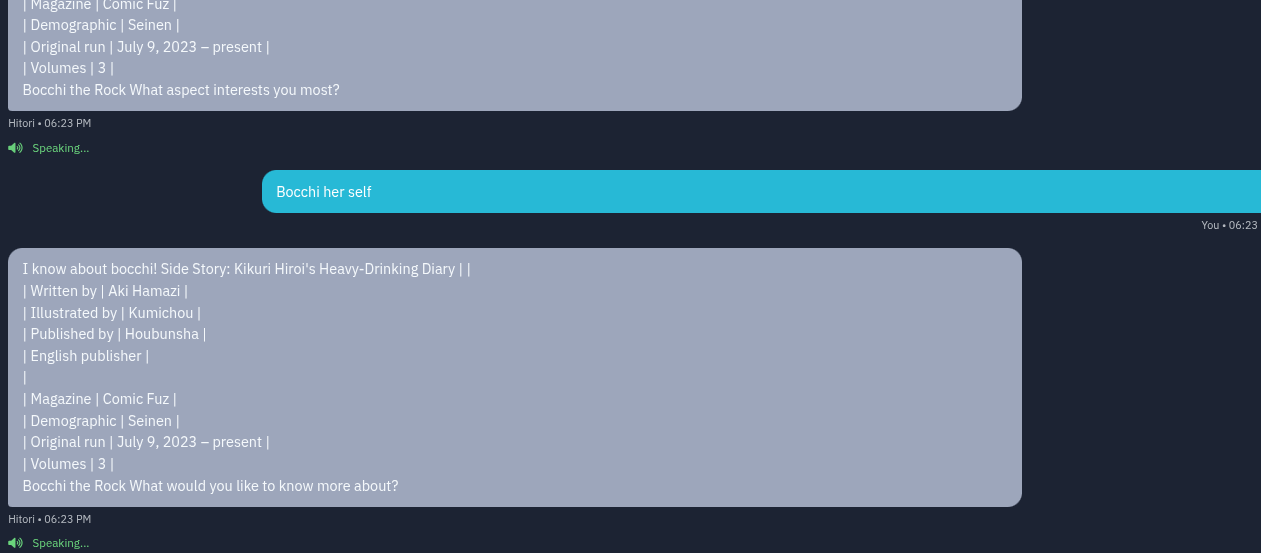 | Magazine | Comic Fuz |
| Demographic | Seinen |
| Original run | July 9, 2023 – present |
| Volumes | 3 |
Bocchi the Rock What aspect interests you most?
Hitori • 06:23 PM
Speaking...
Bocchi her self
You • 06:23
I know about bocchi! Side Story: Kikuri Hiroi's Heavy-Drinking Diary | |
| Written by | Aki Hamazi |
| Illustrated by | Kumichou |
| Published by | Houbunsha |
| English publisher |
|
| Magazine | Comic Fuz |
| Demographic | Seinen |
| Original run | July 9, 2023 – present |
| Volumes | 3 |
Bocchi the Rock What would you like to know more about?
Hitori • 06:23 PM
Speaking...